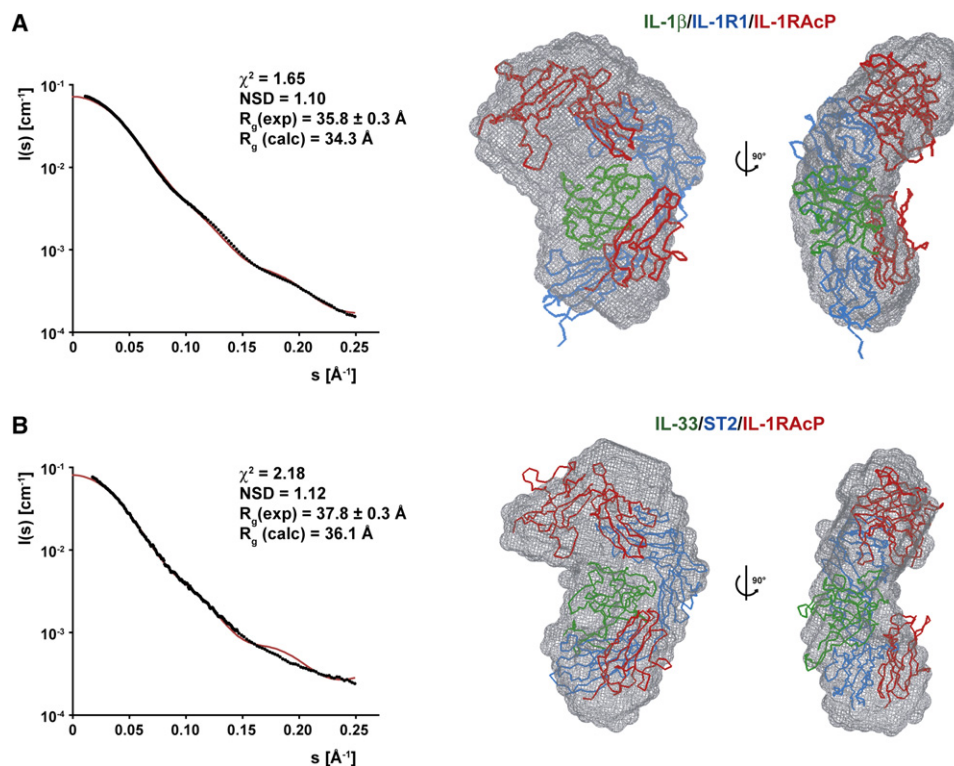 A
IL-1β/IL-1R1/IL-1RAcP
χ² = 1.65
NSD = 1.10
Rg(exp) = 35.8 ± 0.3 Å
Rg (calc) = 34.3 Å
I(s) [cm⁻¹]
10⁻¹
10⁻²
10⁻³
10⁻⁴
0 0.05 0.10 0.15 0.20 0.25
s [Å⁻¹]
90°
B
IL-33/ST2/IL-1RAcP
χ² = 2.18
NSD = 1.12
Rg(exp) = 37.8 ± 0.3 Å
Rg (calc) = 36.1 Å
I(s) [cm⁻¹]
10⁻¹
10⁻²
10⁻³
10⁻⁴
0 0.05 0.10 0.15 0.20 0.25
s [Å⁻¹]
90°